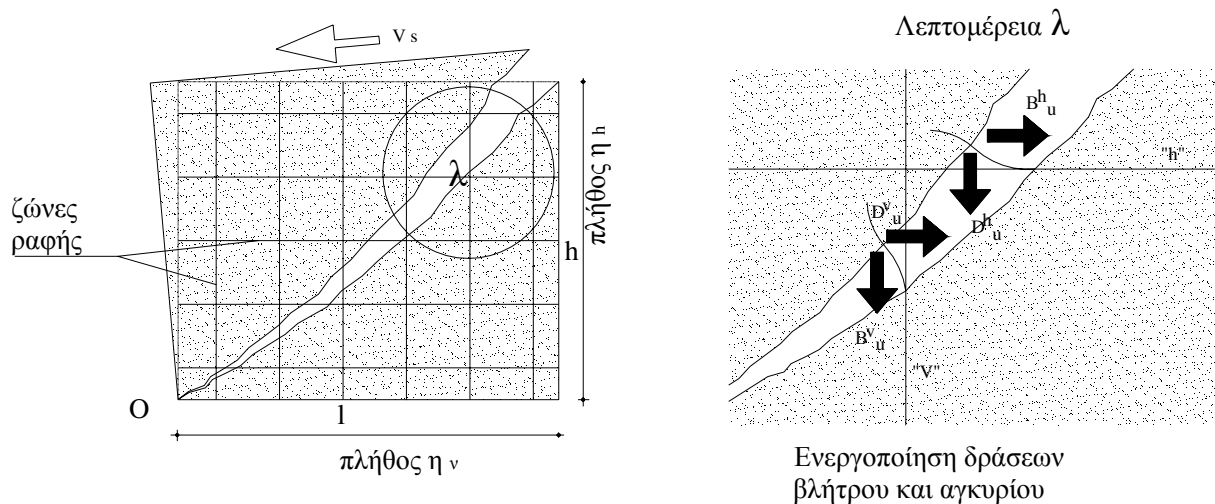 V s
λ
ζώνες
ραφής
h
πλήθος η h
O
l
πλήθος η ν
Λεπτομέρεια λ
B h u
"h"
D v u
D h u
B v u
"V"
Ενεργοποίηση δράσεων
βλήτρου και αγκυρίου